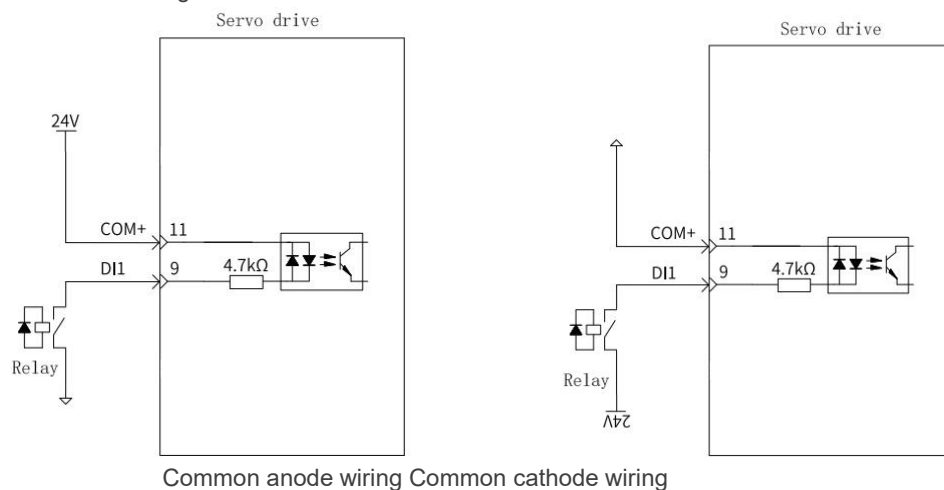 Servo drive
24V
COM+
11
DI1
9
4.7kΩ
Relay
Servo drive
COM+
11
DI1
9
4.7kΩ
Relay
24V
Common anode wiring Common cathode wiring